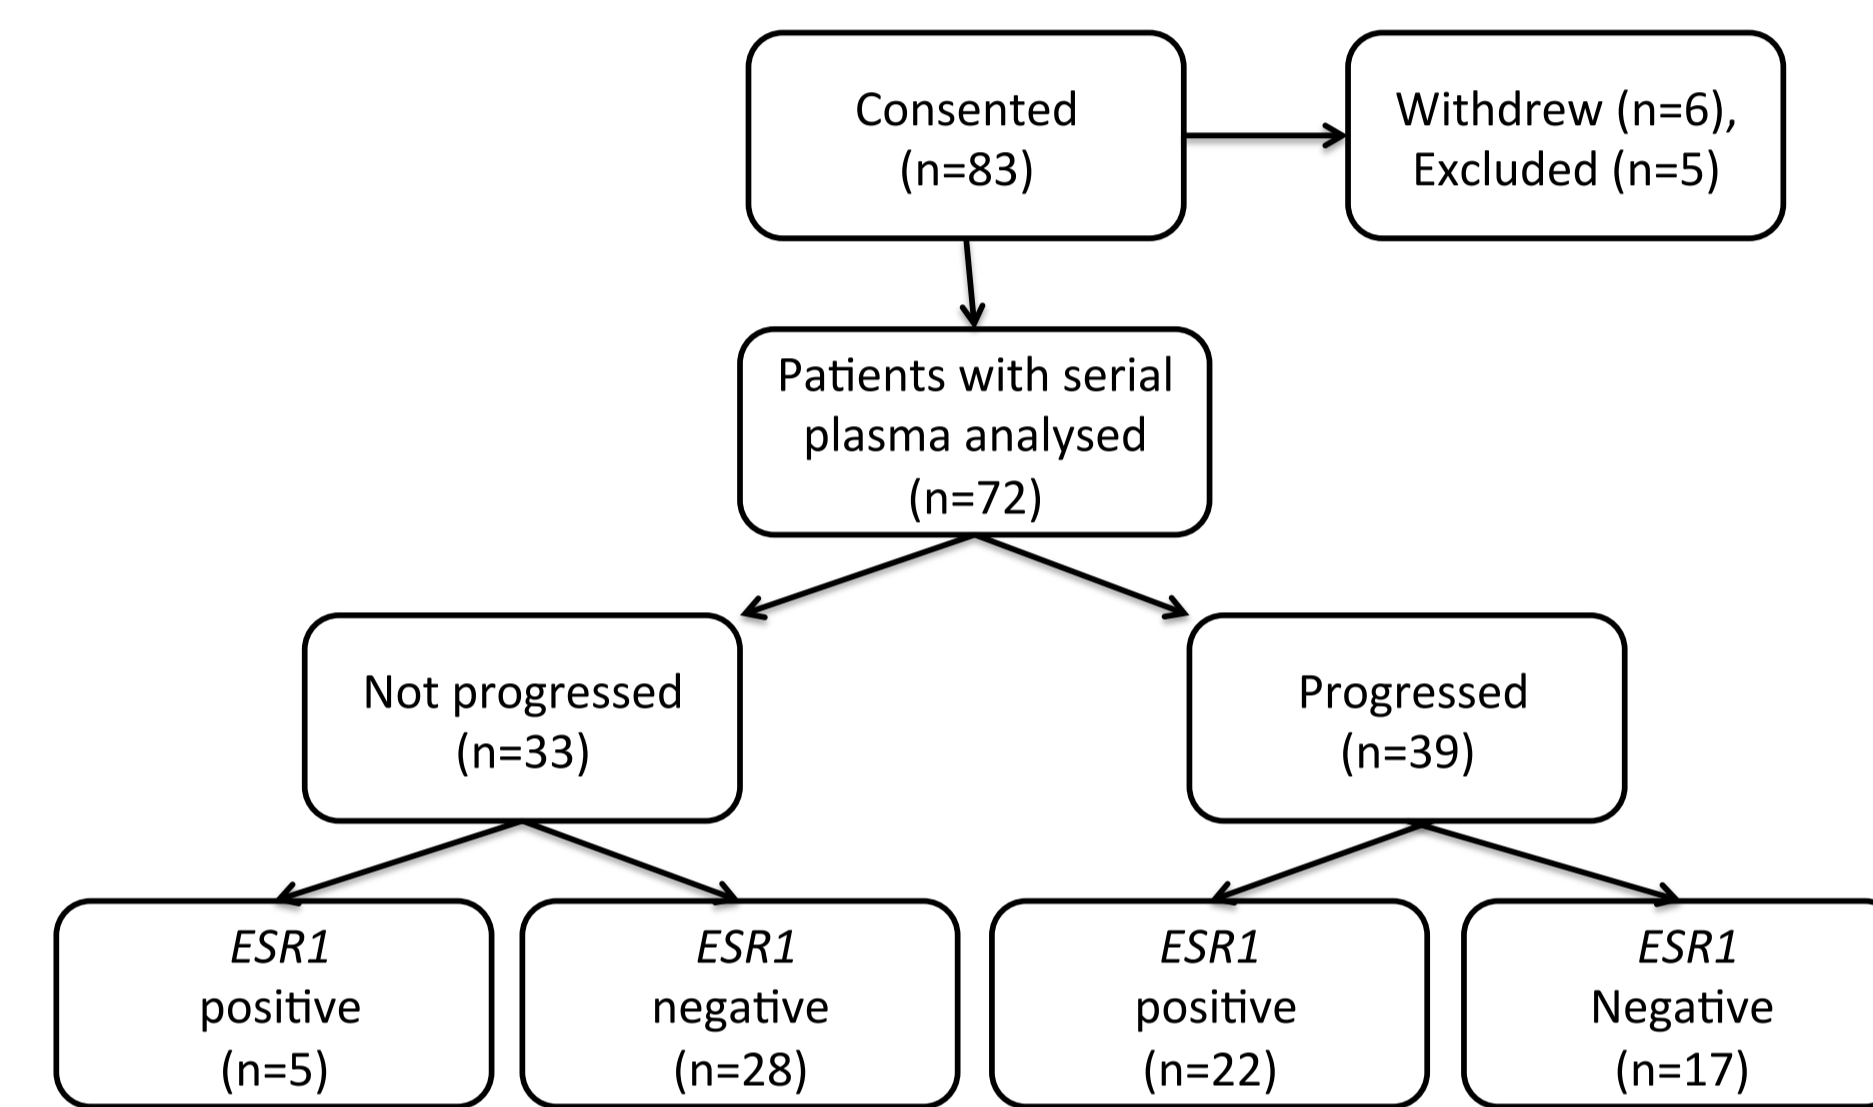 Consented
(n=83)
Withdrew (n=6),
Excluded (n=5)
Patients with serial
plasma analysed
(n=72)
Not progressed
(n=33)
Progressed
(n=39)
ESR1
positive
(n=5)
ESR1
negative
(n=28)
ESR1
positive
(n=22)
ESR1
Negative
(n=17)